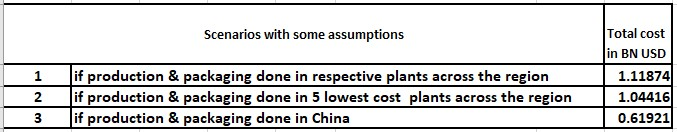 Scenarios with some assumptions
Total cost
in BN USD
1 if production & packaging done in respective plants across the region 1.11874
2 if production & packaging done in 5 lowest cost plants across the region 1.04416
3 if production & packaging done in China 0.61921